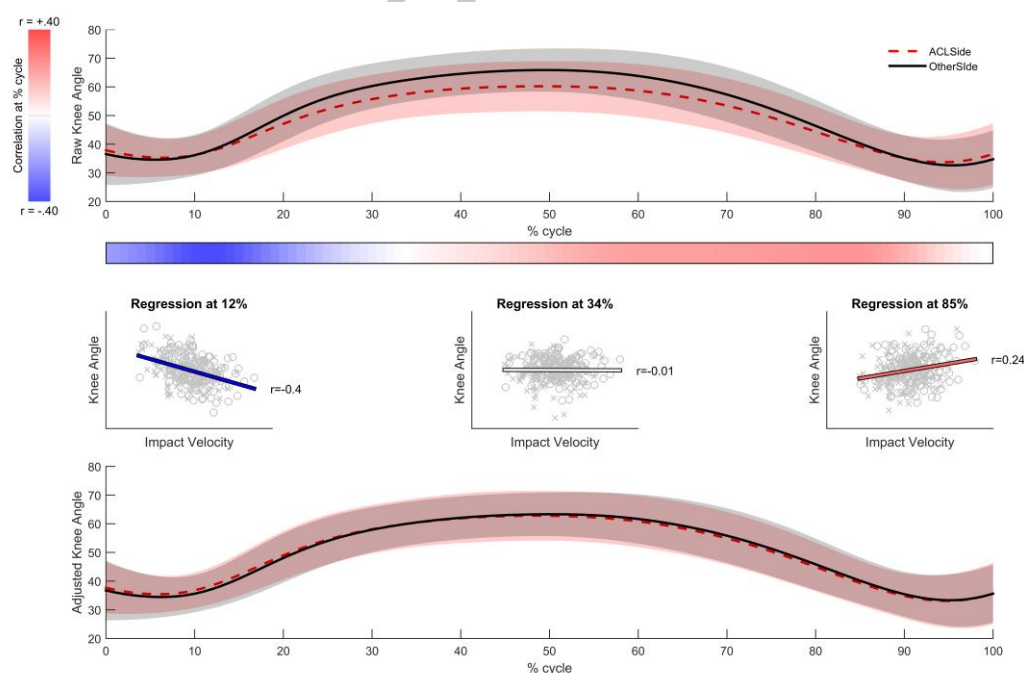 r = +.40
Correlation at % cycle
r = -.40
80
70
60
50
40
30
20
Raw Knee Angle
ACLSide
OtherSIde
0 10 20 30 40 50 60 70 80 90 100
% cycle
Regression at 12%
Knee Angle
r=-0.4
Impact Velocity
Regression at 34%
Knee Angle
r=-0.01
Impact Velocity
Regression at 85%
Knee Angle
r=0.24
Impact Velocity
80
70
60
50
40
30
20
Adjusted Knee Angle
0 10 20 30 40 50 60 70 80 90 100
% cycle